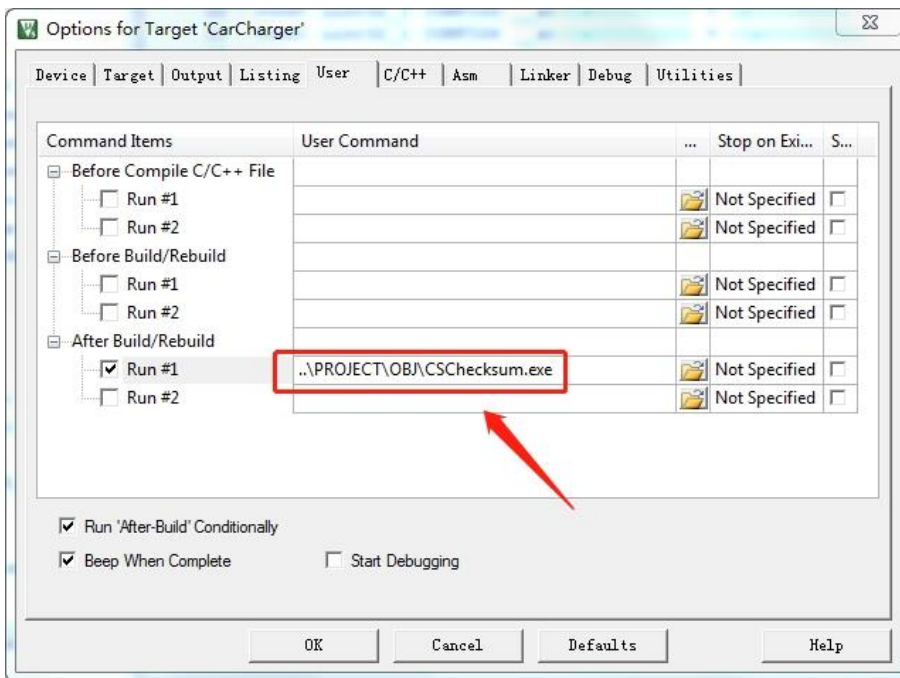 Options for Target 'CarCharger'
Device Target Output Listing User C/C++ Asm Linker Debug Utilities
Command Items User Command ... Stop on Exi... S...
Before Compile C/C++ File
Run #1 Not Specified
Run #2 Not Specified
Before Build/Rebuild
Run #1 Not Specified
Run #2 Not Specified
After Build/Rebuild
Run #1 ..\PROJECT\OBJ\CSChecksum.exe Not Specified
Run #2 Not Specified
Run 'After-Build' Conditionally
Beep When Complete Start Debugging
OK Cancel Defaults Help